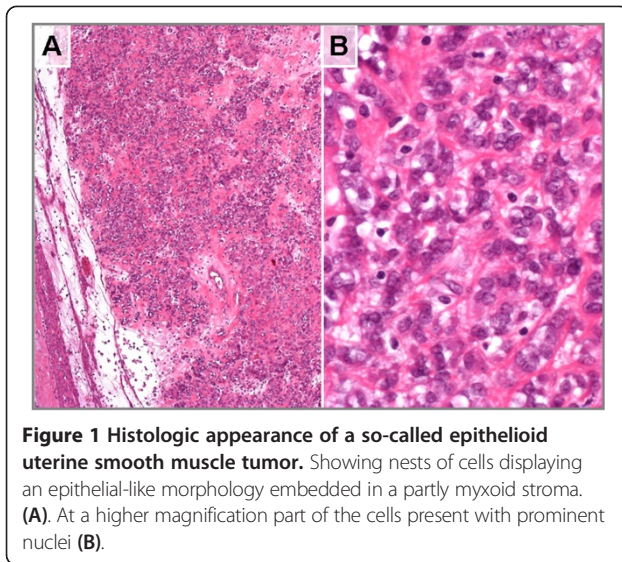 A
B
Figure 1 Histologic appearance of a so-called epithelioid
uterine smooth muscle tumor. Showing nests of cells displaying
an epithelial-like morphology embedded in a partly myxoid stroma.
(A). At a higher magnification part of the cells present with prominent
nuclei (B).